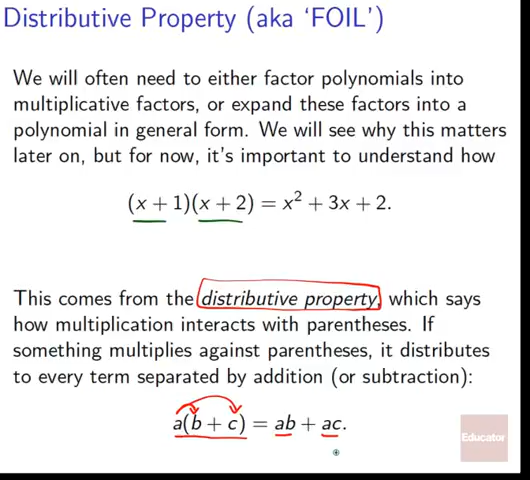 Distributive Property (aka ‘FOIL’)
We will often need to either factor polynomials into
multiplicative factors, or expand these factors into a
polynomial in general form. We will see why this matters
later on, but for now, it's important to understand how
(x + 1)(x + 2) = x² + 3x + 2.
This comes from the distributive property, which says
how multiplication interacts with parentheses. If
something multiplies against parentheses, it distributes
to every term separated by addition (or subtraction):
a(b + c) = ab + ac.
Educator